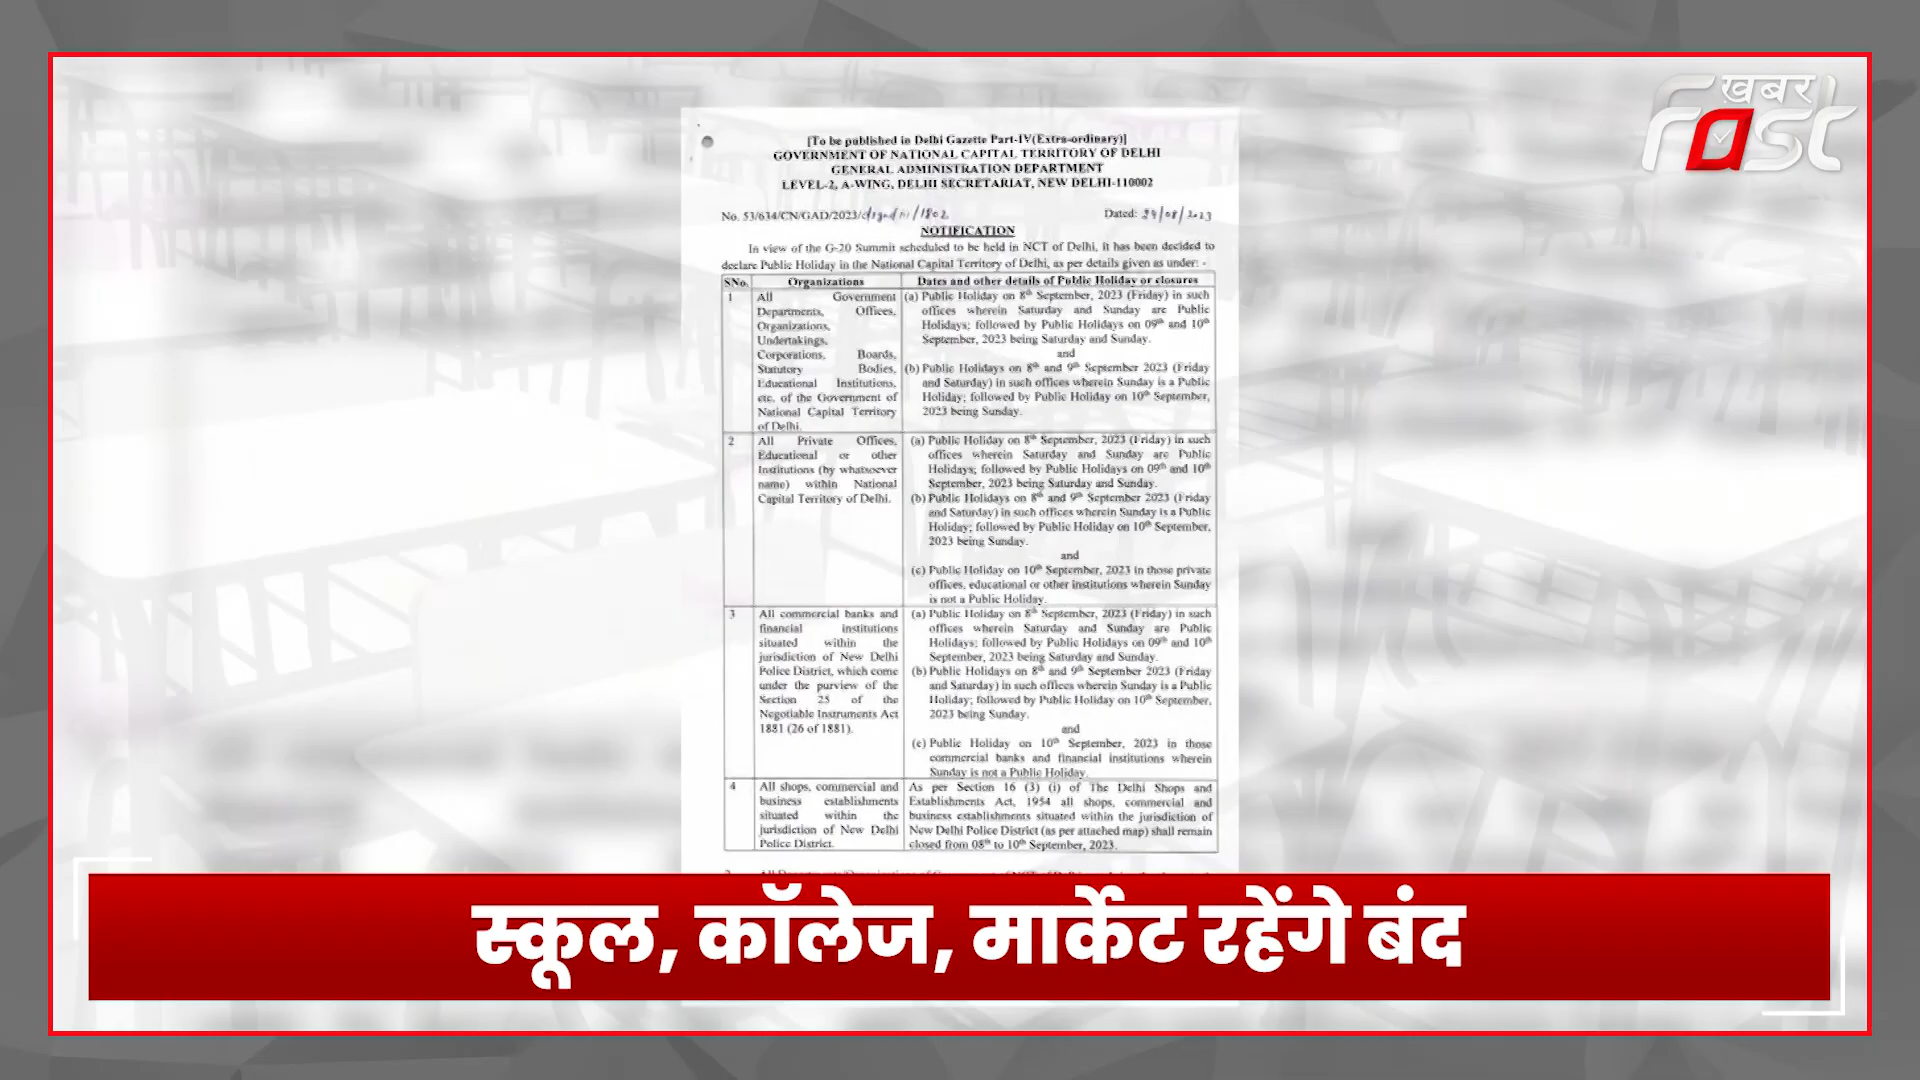 ख़बर
Fast
[To be published in Delhi Gazette Part-IV(Extra-ordinary)]
GOVERNMENT OF NATIONAL CAPITAL TERRITORY OF DELHI
GENERAL ADMINISTRATION DEPARTMENT
LEVEL-2, A-WING, DELHI SECRETARIAT, NEW DELHI-110002
No. 53/634/CN/GAD/2023/ /1802 Dated: 24/08/2023
NOTIFICATION
In view of the G-20 Summit scheduled to be held in NCT of Delhi, it has been decided to
declare Public Holiday in the National Capital Territory of Delhi, as per details given as under: -
SNo. Organizations Dates and other details of Public Holiday or closures
1 All Government
Departments, Offices,
Organizations,
Undertakings,
Corporations, Boards,
Statutory Bodies,
Educational Institutions,
etc. of the Government of
National Capital Territory
of Delhi.
(a) Public Holiday on 8th September, 2023 (Friday) in such
offices wherein Saturday and Sunday are Public
Holidays; followed by Public Holidays on 09th and 10th
September, 2023 being Saturday and Sunday.
and
(b) Public Holidays on 8th and 9th September 2023 (Friday
and Saturday) in such offices wherein Sunday is a Public
Holiday; followed by Public Holiday on 10th September,
2023 being Sunday.
2 All Private Offices,
Educational or other
Institutions (by whatsoever
name) within National
Capital Territory of Delhi.
(a) Public Holiday on 8th September, 2023 (Friday) in such
offices wherein Saturday and Sunday are Public
Holidays; followed by Public Holidays on 09th and 10th
September, 2023 being Saturday and Sunday.
(b) Public Holidays on 8th and 9th September 2023 (Friday
and Saturday) in such offices wherein Sunday is a Public
Holiday; followed by Public Holiday on 10th September,
2023 being Sunday.
and
(c) Public Holiday on 10th September, 2023 in those private
offices, educational or other institutions wherein Sunday
is not a Public Holiday.
3 All commercial banks and
financial institutions
situated within the
jurisdiction of New Delhi
Police District, which come
under the purview of the
Section 25 of the
Negotiable Instruments Act
1881 (26 of 1881).
(a) Public Holiday on 8th September, 2023 (Friday) in such
offices wherein Saturday and Sunday are Public
Holidays; followed by Public Holidays on 09th and 10th
September, 2023 being Saturday and Sunday.
(b) Public Holidays on 8th and 9th September 2023 (Friday
and Saturday) in such offices wherein Sunday is a Public
Holiday; followed by Public Holiday on 10th September,
2023 being Sunday.
and
(c) Public Holiday on 10th September, 2023 in those
commercial banks and financial institutions wherein
Sunday is not a Public Holiday.
4 All shops, commercial and
business establishments
situated within the
jurisdiction of New Delhi
Police District.
As per Section 16 (3) (i) of The Delhi Shops and
Establishments Act, 1954 all shops, commercial and
business establishments situated within the jurisdiction of
New Delhi Police District (as per attached map) shall remain
closed from 08th to 10th September, 2023.
स्कूल, कॉलेज, मार्केट रहेंगे बंद